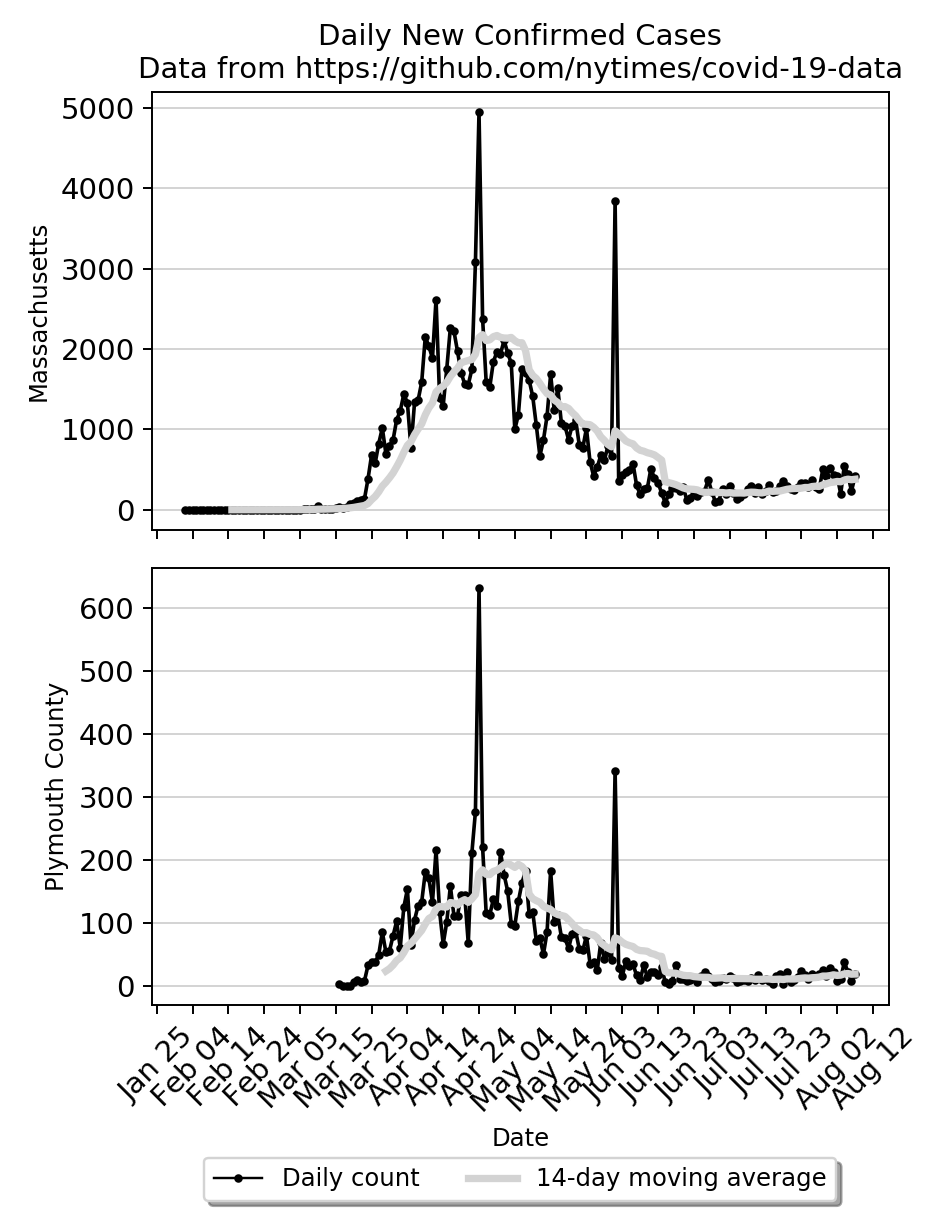 Daily New Confirmed Cases
Data from https://github.com/nytimes/covid-19-data
5000
4000
3000
2000
1000
0
Massachusetts
600
500
400
300
200
100
0
Plymouth County
Jan 25
Feb 04
Feb 14
Feb 24
Mar 05
Mar 15
Mar 25
Apr 04
Apr 14
Apr 24
May 04
May 14
May 24
Jun 03
Jun 13
Jun 23
Jul 03
Jul 13
Jul 23
Aug 02
Aug 12
Date
Daily count
14-day moving average